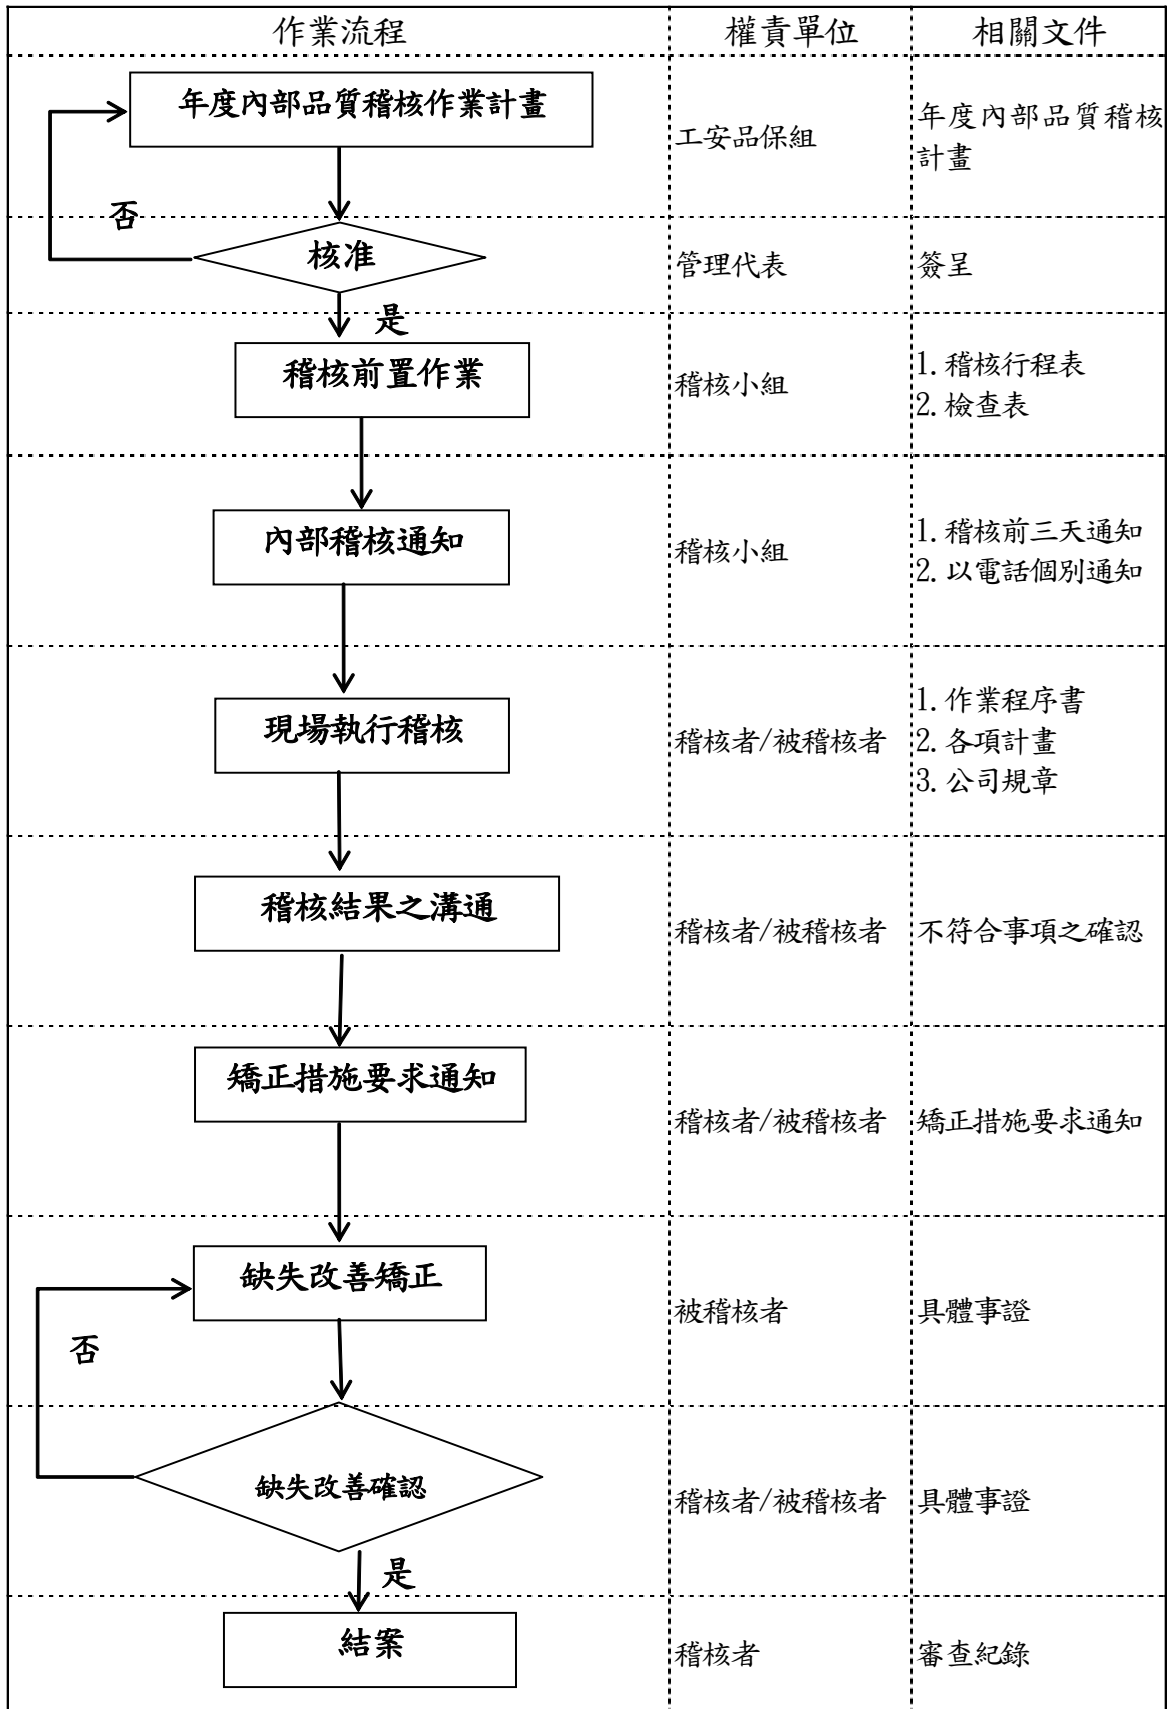 作業流程 權責單位 相關文件
年度內部品質稽核作業計畫
工安品保組
年度內部品質稽核
計畫
否
核准
管理代表
簽呈
是
稽核前置作業
稽核小組
1.稽核行程表
2.檢查表
內部稽核通知
稽核小組
1.稽核前三天通知
2.以電話個別通知
現場執行稽核
稽核者/被稽核者
1.作業程序書
2.各項計畫
3.公司規章
稽核結果之溝通
稽核者/被稽核者
不符合事項之確認
矯正措施要求通知
稽核者/被稽核者
矯正措施要求通知
缺失改善矯正
被稽核者
具體事證
否
缺失改善確認
稽核者/被稽核者
具體事證
是
結案
稽核者
審查紀錄